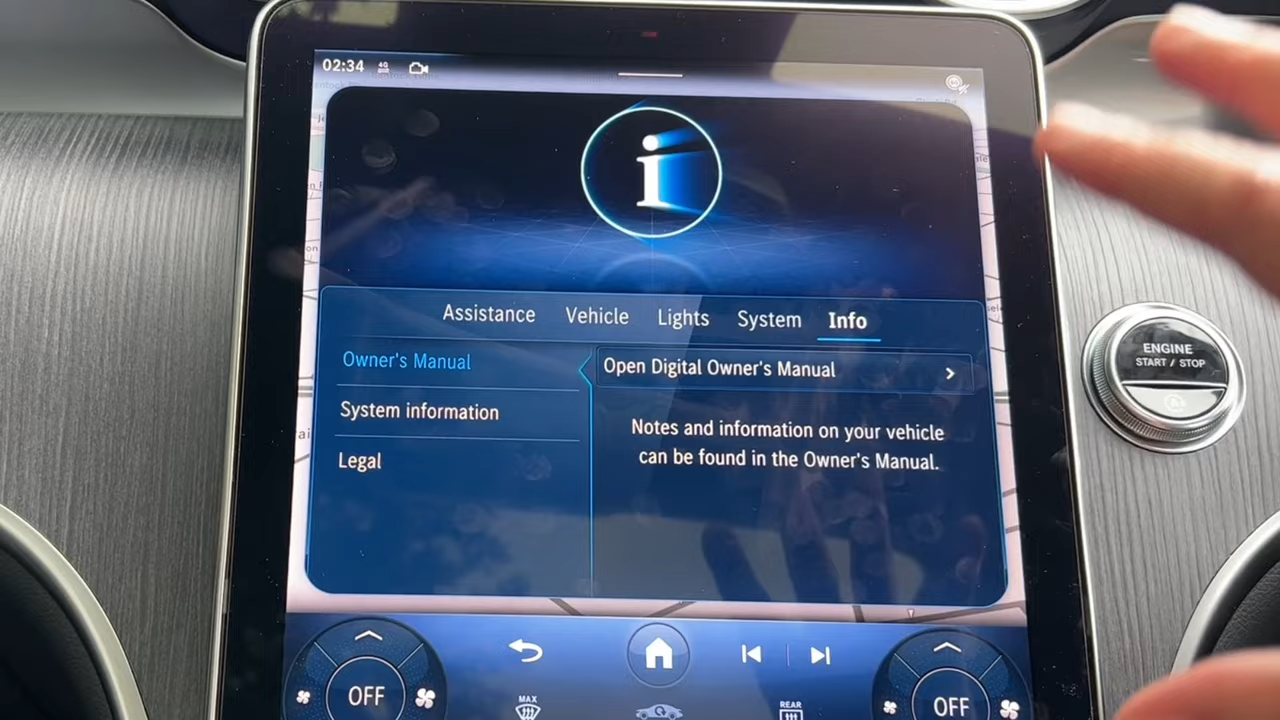 02:34 4G
Assistance Vehicle Lights System Info
Owner's Manual
Open Digital Owner's Manual
System information
Notes and information on your vehicle
can be found in the Owner's Manual.
Legal
ENGINE
START / STOP
OFF
MAX
REAR
OFF